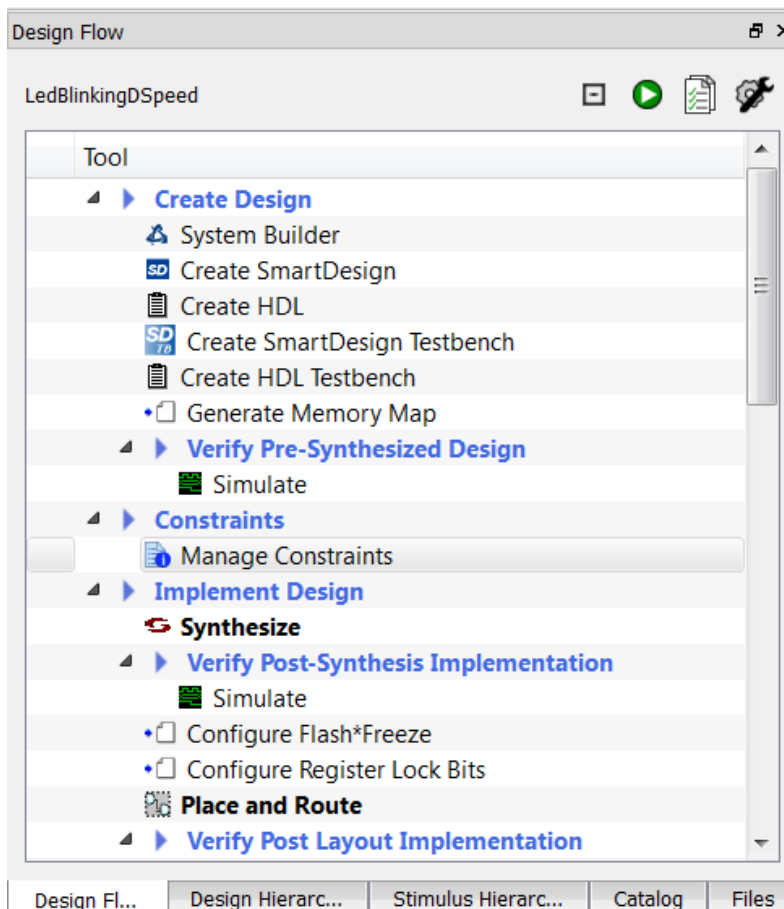 Design Flow
LedBlinkingDSpeed
Tool
Create Design
System Builder
SD Create SmartDesign
Create HDL
SD
TB Create SmartDesign Testbench
Create HDL Testbench
Generate Memory Map
Verify Pre-Synthesized Design
Simulate
Constraints
Manage Constraints
Implement Design
Synthesize
Verify Post-Synthesis Implementation
Simulate
Configure Flash*Freeze
Configure Register Lock Bits
Place and Route
Verify Post Layout Implementation
Design Fl... Design Hierarc... Stimulus Hierarc... Catalog Files